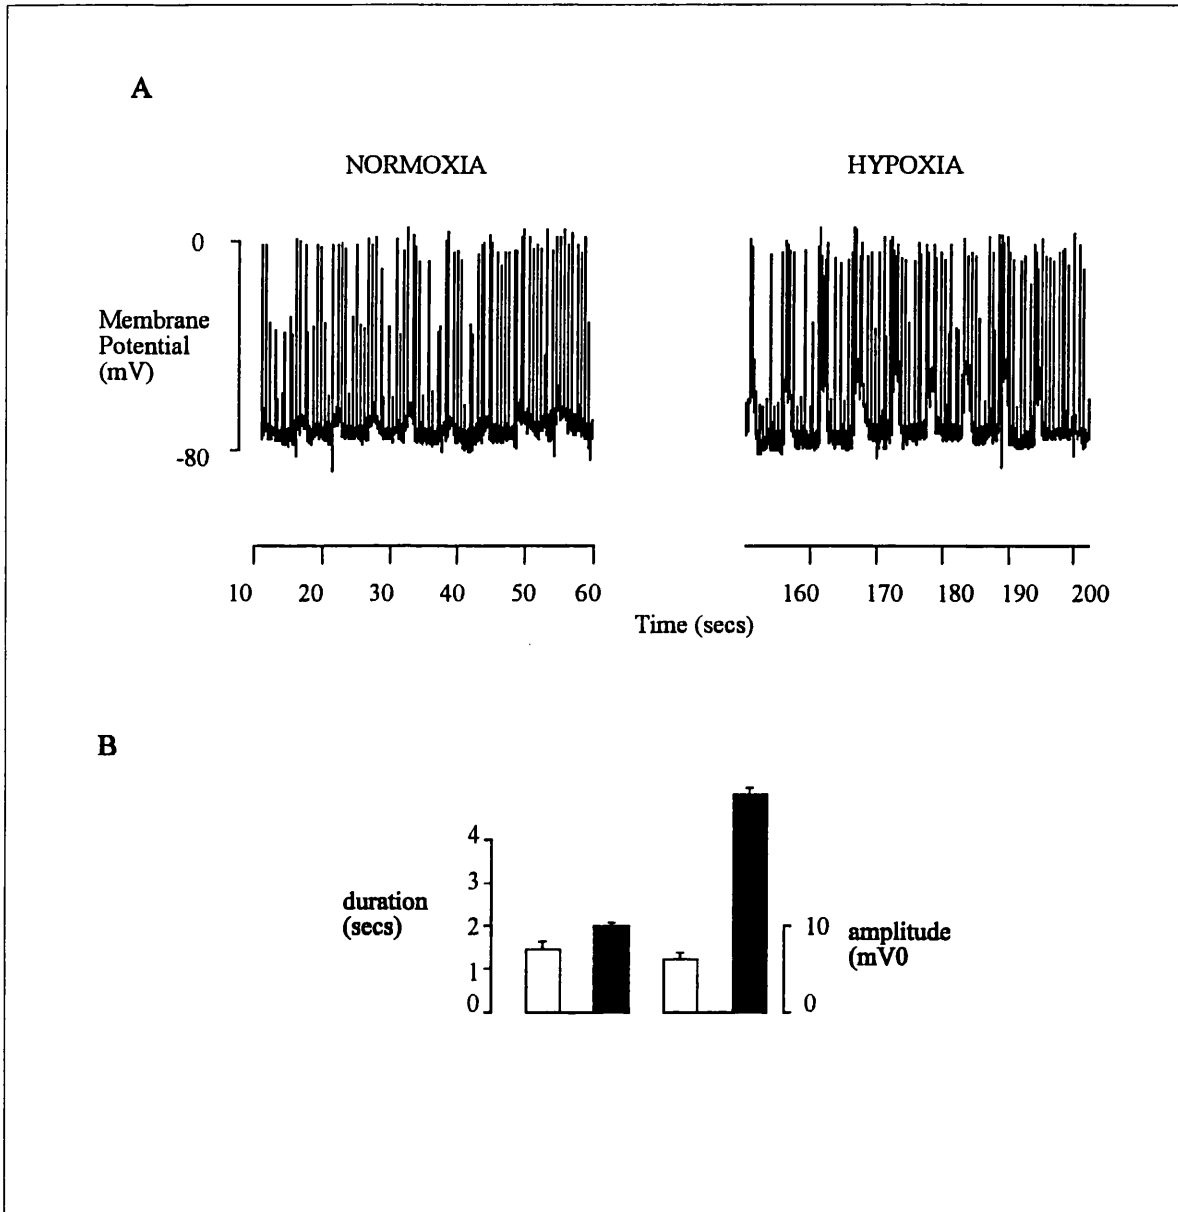 A
NORMOXIA
HYPOXIA
0
Membrane
Potential
(mV)
-80
10 20 30 40 50 60
160 170 180 190 200
Time (secs)
B
4
3
2
1
0
duration
(secs)
10
0
amplitude
(mV0